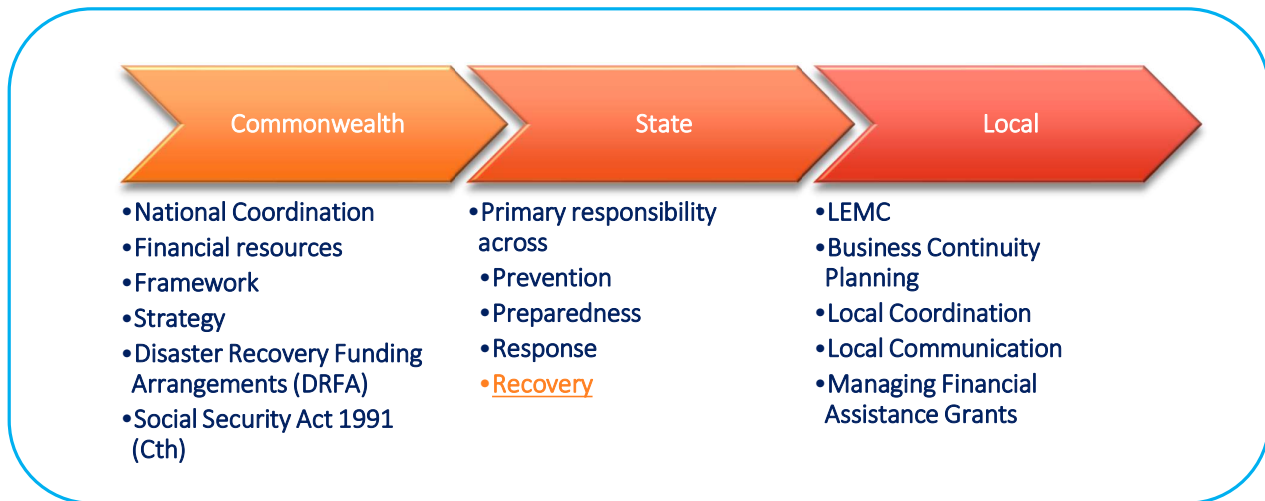 Commonwealth
•National Coordination
•Financial resources
•Framework
•Strategy
•Disaster Recovery Funding
Arrangements (DRFA)
•Social Security Act 1991
(Cth)
State
•Primary responsibility
across
•Prevention
•Preparedness
•Response
•Recovery
Local
•LEMC
•Business Continuity
Planning
•Local Coordination
•Local Communication
•Managing Financial
Assistance Grants